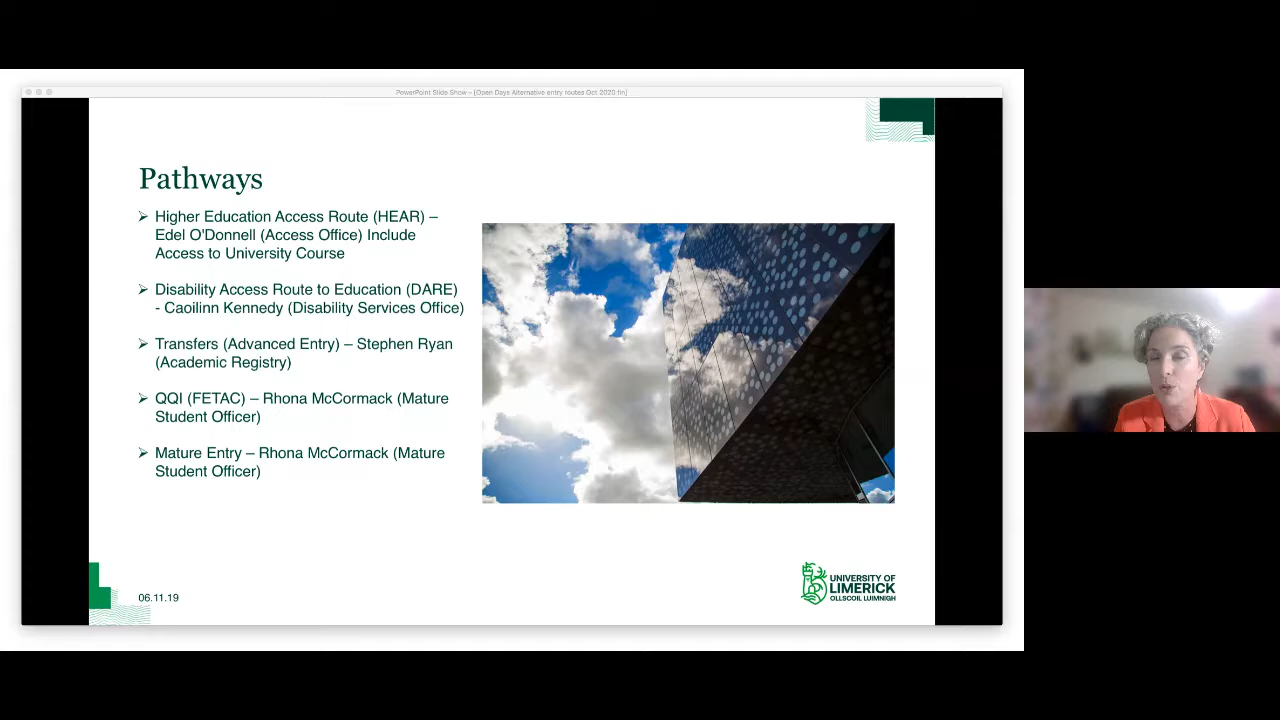 PowerPoint Slide Show - [Open Days Alternative entry routes Oct 2020 fin]
Pathways
➢ Higher Education Access Route (HEAR) –
Edel O'Donnell (Access Office) Include
Access to University Course
➢ Disability Access Route to Education (DARE)
- Caoilinn Kennedy (Disability Services Office)
➢ Transfers (Advanced Entry) – Stephen Ryan
(Academic Registry)
➢ QQI (FETAC) – Rhona McCormack (Mature
Student Officer)
➢ Mature Entry – Rhona McCormack (Mature
Student Officer)
06.11.19
UNIVERSITY OF
LIMERICK
OLLSCOIL LUIMNIGH